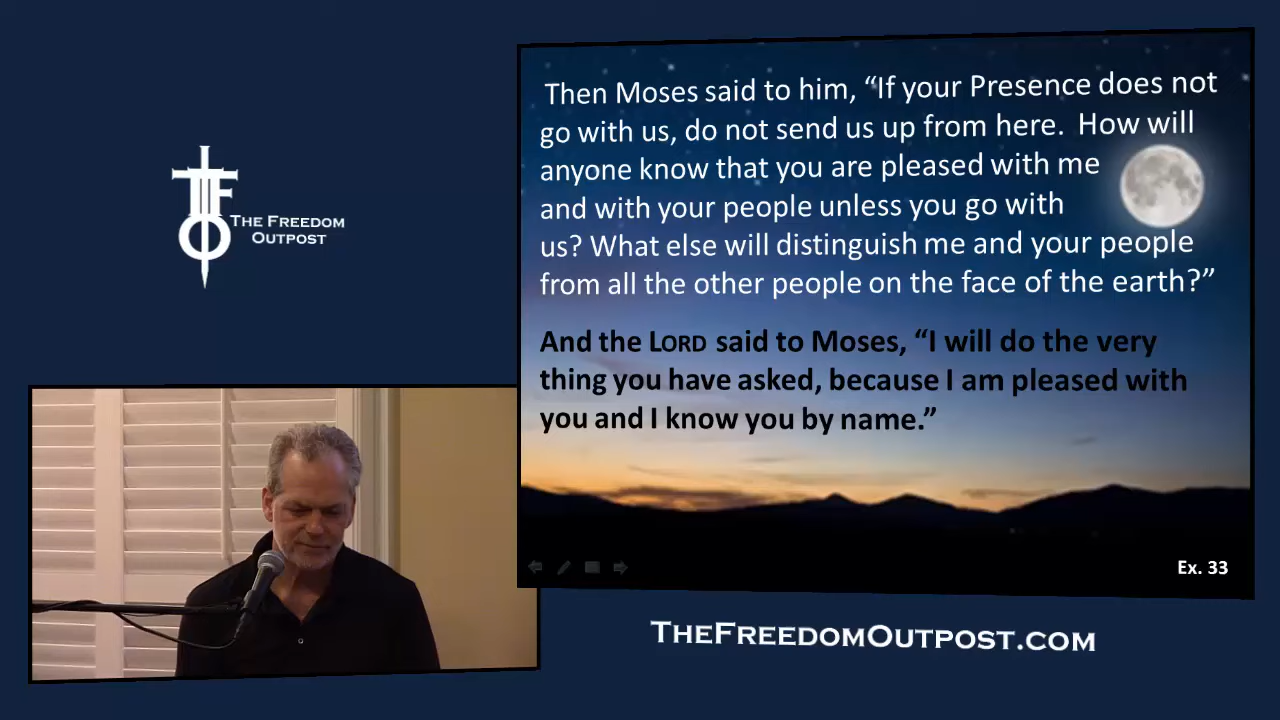 TFO
THE FREEDOM
OUTPOST
Then Moses said to him, “If your Presence does not
go with us, do not send us up from here. How will
anyone know that you are pleased with me
and with your people unless you go with
us? What else will distinguish me and your people
from all the other people on the face of the earth?”
And the LORD said to Moses, “I will do the very
thing you have asked, because I am pleased with
you and I know you by name.”
Ex. 33
THEFREEDOMOUTPOST.COM